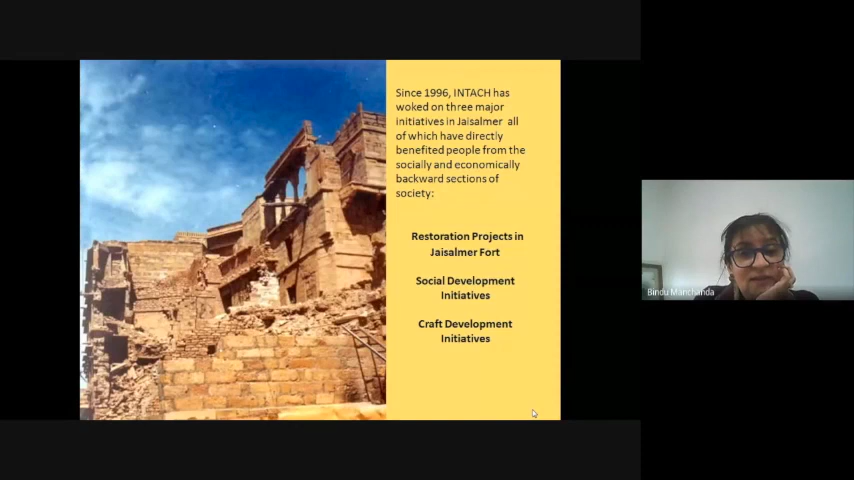 Since 1996, INTACH has
woked on three major
initiatives in Jaisalmer all
of which have directly
benefited people from the
socially and economically
backward sections of
society:
Restoration Projects in
Jaisalmer Fort
Social Development
Initiatives
Craft Development
Initiatives
Bindu Manchanda